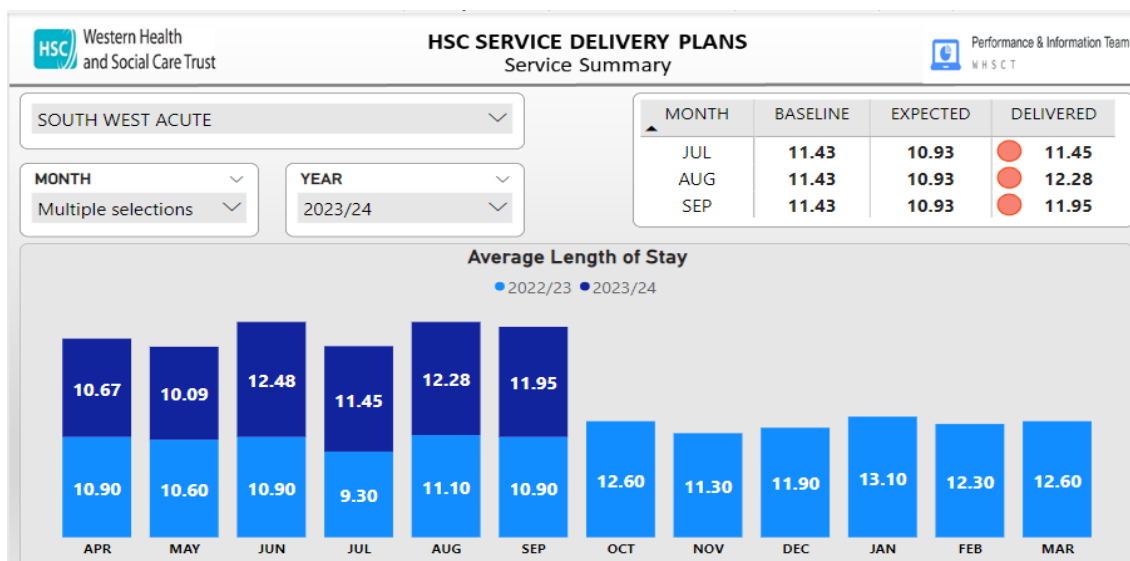 HSC
Western Health
and Social Care Trust
HSC SERVICE DELIVERY PLANS
Service Summary
Performance & Information Team
WHSCT
SOUTH WEST ACUTE
MONTH
Multiple selections
YEAR
2023/24
MONTH BASELINE EXPECTED DELIVERED
JUL 11.43 10.93 11.45
AUG 11.43 10.93 12.28
SEP 11.43 10.93 11.95
Average Length of Stay
2022/23 2023/24
10.67 10.09 12.48 11.45 12.28 11.95
10.90 10.60 10.90 9.30 11.10 10.90 12.60 11.30 11.90 13.10 12.30 12.60
APR MAY JUN JUL AUG SEP OCT NOV DEC JAN FEB MAR